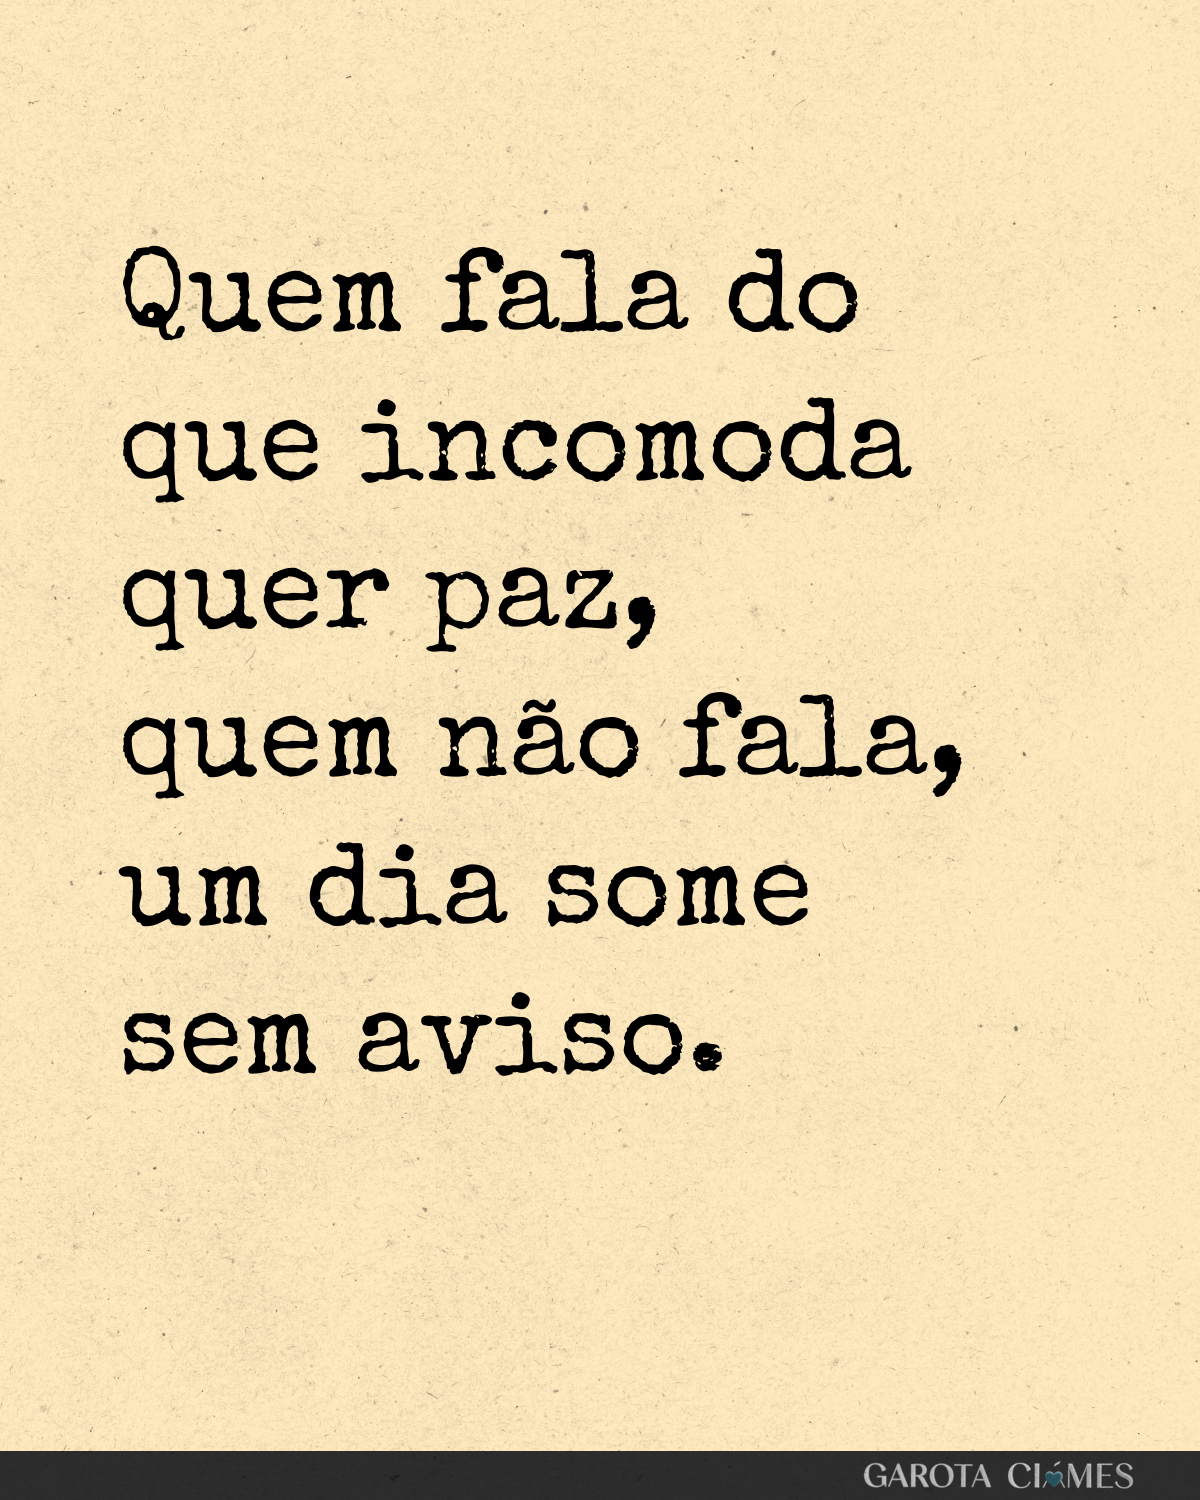 Quem fala do
que incomoda
quer paz,
quem não fala,
um dia some
sem aviso.
GAROTA CIÚMES